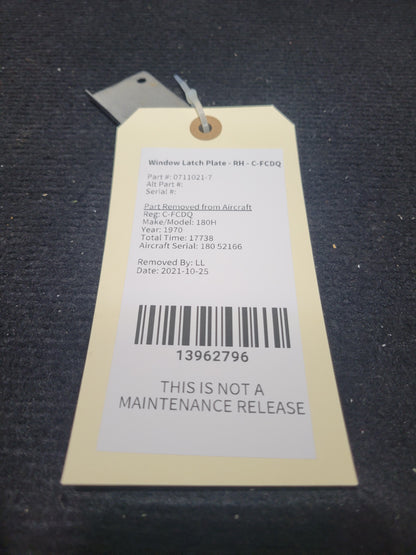 Window Latch Plate - RH - C-FCDQ
Part #: 0711021-7
Alt Part #:
Serial #:
Part Removed from Aircraft
Reg: C-FCDQ
Make/Model: 180H
Year: 1970
Total Time: 17738
Aircraft Serial: 180 52166
Removed By: LL
Date: 2021-10-25
13962796
THIS IS NOT A
MAINTENANCE RELEASE